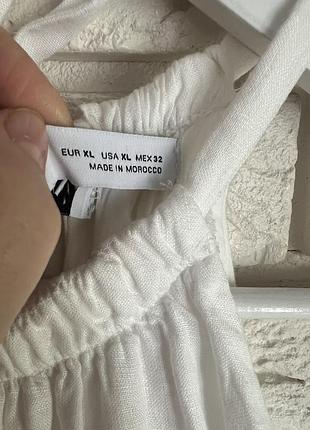 EUR XL USA XL MEX 32
MADE IN MOROCCO